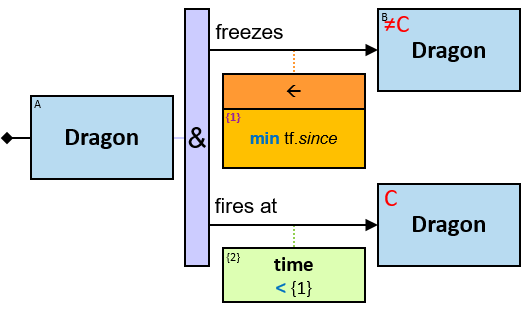 A
Dragon
&
freezes
B
≠C
Dragon
←
{1}
min tf.since
fires at
C
Dragon
{2}
time
< {1}